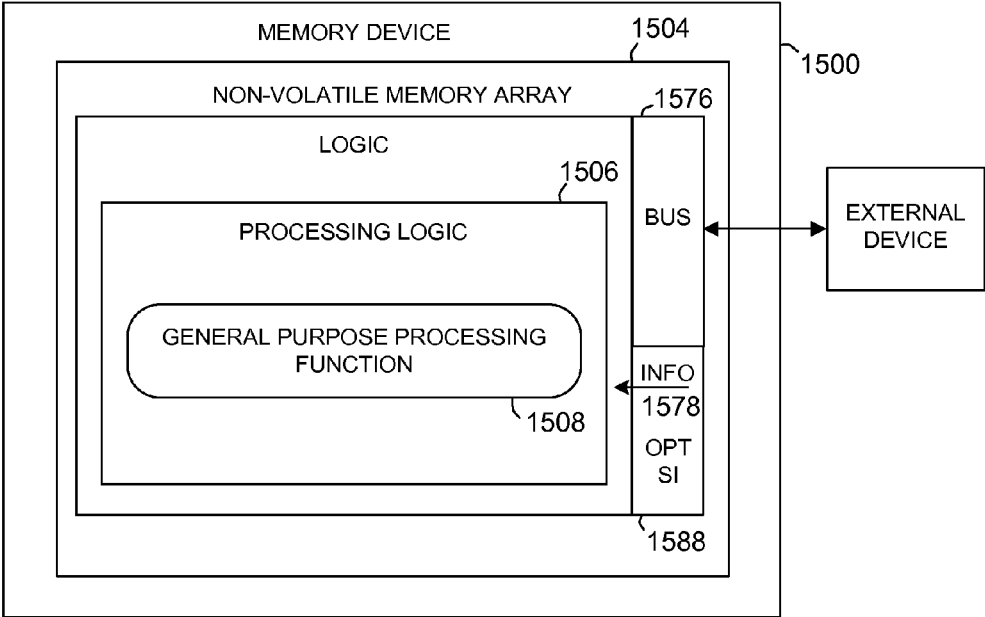 MEMORY DEVICE
1504
1500
NON-VOLATILE MEMORY ARRAY
1576
LOGIC
1506
PROCESSING LOGIC
BUS
EXTERNAL
DEVICE
GENERAL PURPOSE PROCESSING
FUNCTION
INFO
1578
1508
OPT
SI
1588